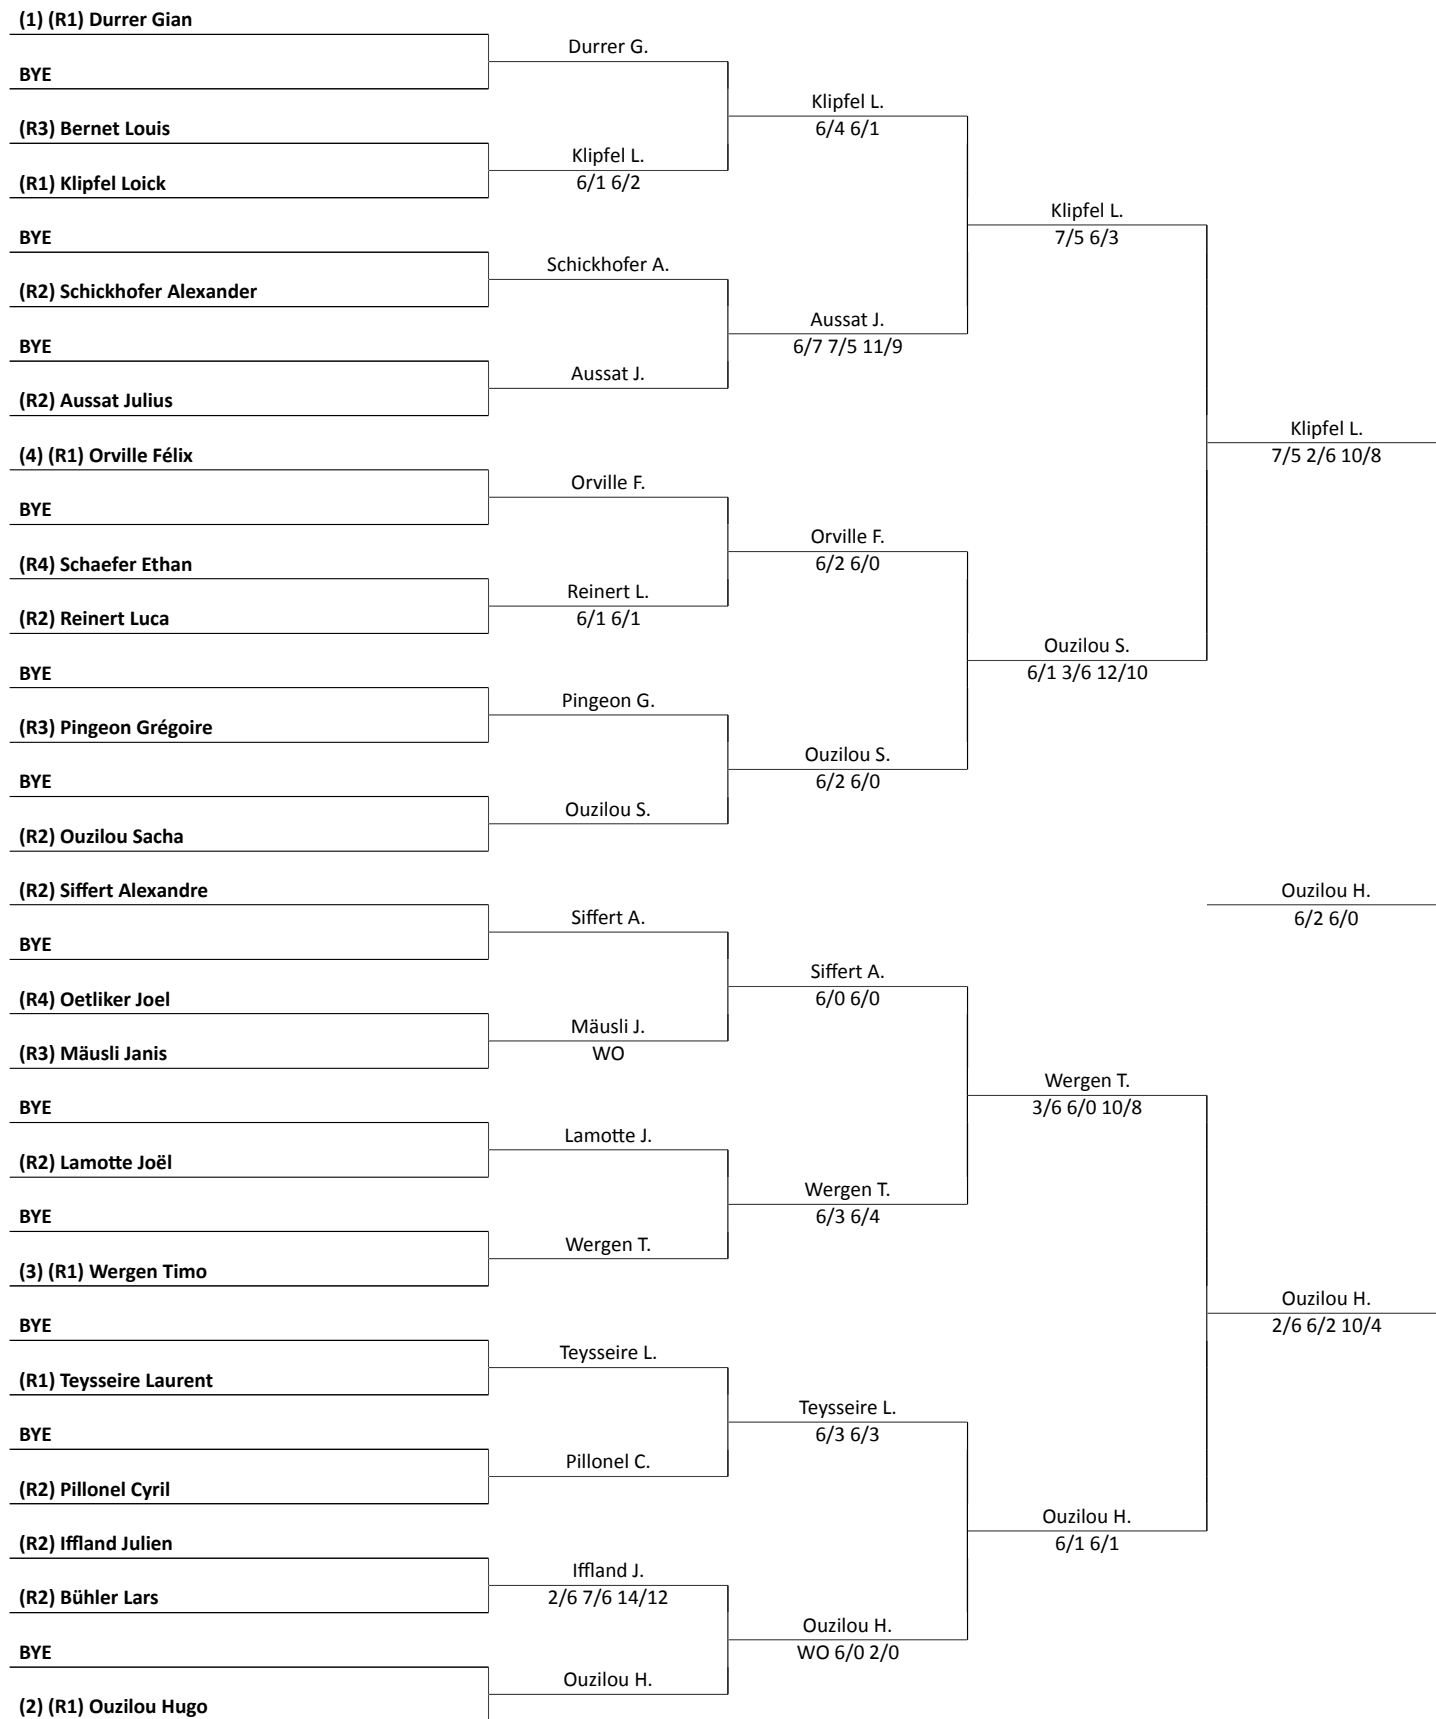 (1) (R1) Durrer Gian
BYE
(R3) Bernet Louis
(R1) Klipfel Loick
BYE
(R2) Schickhofer Alexander
BYE
(R2) Aussat Julius
(4) (R1) Orville Félix
BYE
(R4) Schaefer Ethan
(R2) Reinert Luca
BYE
(R3) Pingeon Grégoire
BYE
(R2) Ouzilou Sacha
(R2) Siffert Alexandre
BYE
(R4) Oetliker Joel
(R3) Mäusli Janis
BYE
(R2) Lamotte Joël
BYE
(3) (R1) Wergen Timo
BYE
(R1) Teysseire Laurent
BYE
(R2) Pillonel Cyril
(R2) Iffland Julien
(R2) Bühler Lars
BYE
(2) (R1) Ouzilou Hugo
Durrer G.
Klipfel L.
6/1 6/2
Schickhofer A.
Aussat J.
Orville F.
Reinert L.
6/1 6/1
Pingeon G.
Ouzilou S.
Siffert A.
Mäusli J.
WO
Lamotte J.
Wergen T.
Teysseire L.
Pillonel C.
Iffland J.
2/6 7/6 14/12
Ouzilou H.
Klipfel L.
6/4 6/1
Aussat J.
6/7 7/5 11/9
Orville F.
6/2 6/0
Ouzilou S.
6/2 6/0
Siffert A.
6/0 6/0
Wergen T.
6/3 6/4
Teysseire L.
6/3 6/3
Ouzilou H.
WO 6/0 2/0
Klipfel L.
7/5 6/3
Ouzilou S.
6/1 3/6 12/10
Wergen T.
3/6 6/0 10/8
Ouzilou H.
6/1 6/1
Klipfel L.
7/5 2/6 10/8
Ouzilou H.
6/2 6/0
Ouzilou H.
2/6 6/2 10/4